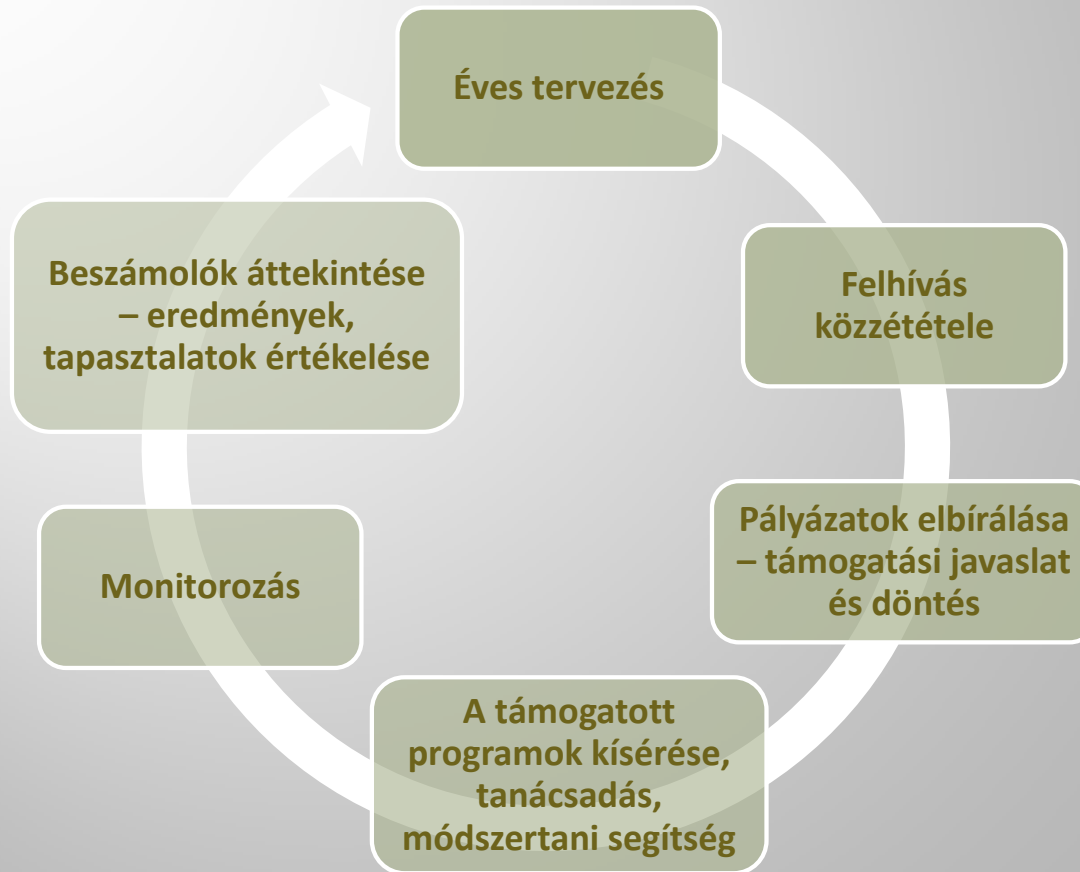 Éves tervezés
Felhívás
közzététele
Pályázatok elbírálása
– támogatási javaslat
és döntés
A támogatott
programok kísérése,
tanácsadás,
módszertani segítség
Monitorozás
Beszámolók áttekintése
– eredmények,
tapasztalatok értékelése